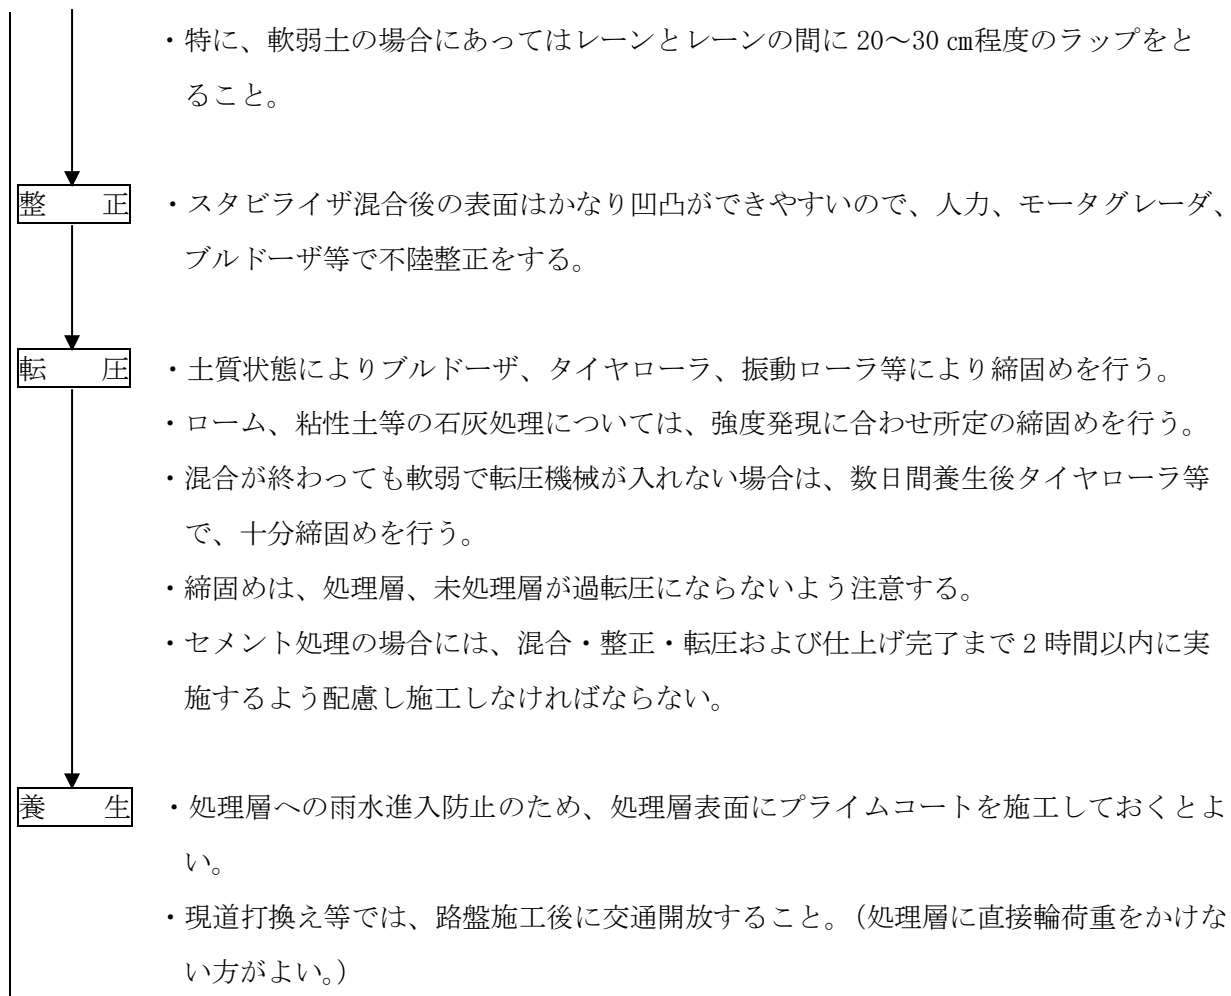 ・特に、軟弱土の場合にあってはレーンとレーンの間に 20～30 ㎝程度のラップをと
ること。
整　正　・スタビライザ混合後の表面はかなり凹凸ができやすいので、人力、モータグレーダ、
ブルドーザ等で不陸整正をする。
転　圧　・土質状態によりブルドーザ、タイヤローラ、振動ローラ等により締固めを行う。
・ローム、粘性土等の石灰処理については、強度発現に合わせ所定の締固めを行う。
・混合が終わっても軟弱で転圧機械が入れない場合は、数日間養生後タイヤローラ等
で、十分締固めを行う。
・締固めは、処理層、未処理層が過転圧にならないよう注意する。
・セメント処理の場合には、混合・整正・転圧および仕上げ完了まで 2 時間以内に実
施するよう配慮し施工しなければならない。
養　生　・処理層への雨水進入防止のため、処理層表面にプライムコートを施工しておくとよ
い。
・現道打換え等では、路盤施工後に交通開放すること。（処理層に直接輪荷重をかけな
い方がよい。）